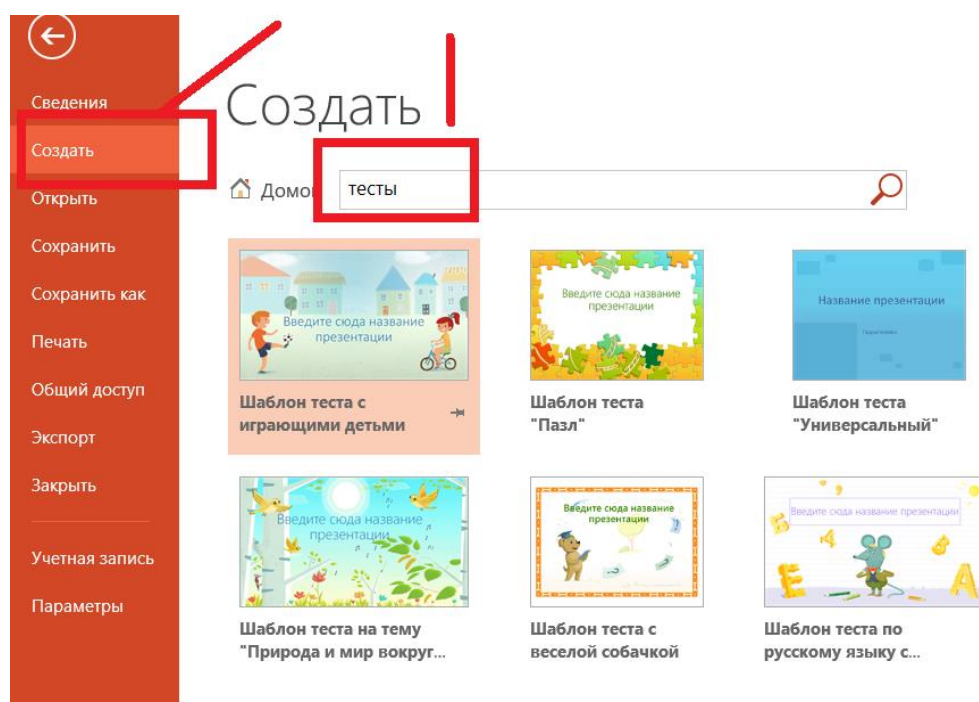 Сведения
Создать
Открыть
Сохранить
Сохранить как
Печать
Общий доступ
Экспорт
Закрыть
Учетная запись
Параметры
Создать
тесты
Введите сюда название
презентации
Шаблон теста с
играющими детьми
Введите сюда название
презентации
Шаблон теста
"Пазл"
Название презентации
Шаблон теста
"Универсальный"
Введите сюда название
презентации
Шаблон теста на тему
"Природа и мир вокруг...
Введите сюда название
презентации
Шаблон теста с
веселой собачкой
Введите сюда название презентации
Е
А
Шаблон теста по
русскому языку с...